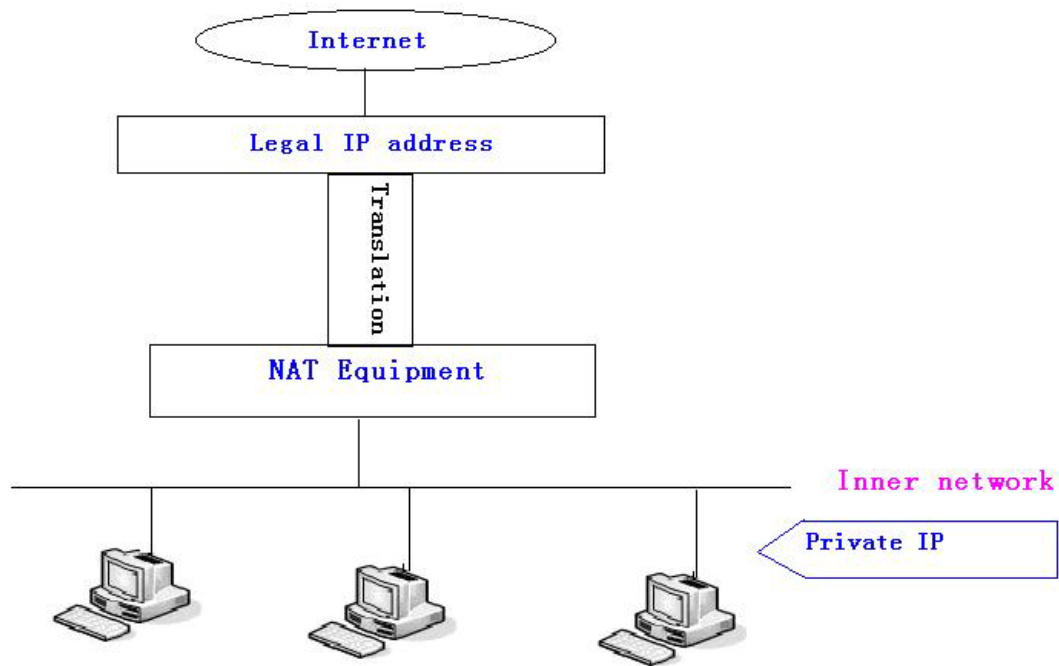 Internet
Legal IP address
Translation
NAT Equipment
Inner network
Private IP